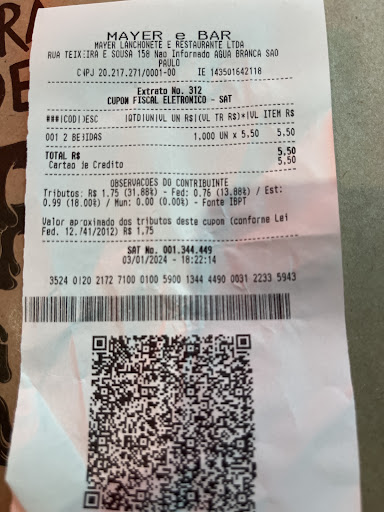 MAYER e BAR
MAYER LANCHONETE E RESTAURANTE LTDA
RUA TEIXEIRA E SOUSA 158 Nao Informado AGUA BRANCA SAO
PAULO
CNPJ 20.217.271/0001-00 IE 143501642118
Extrato No. 312
CUPOM FISCAL ELETRONICO - SAT
###|COD|DESC |QTD|UN|VL UN R$|(VL TR R$)*|VL ITEM R$
001 2 BEBIDAS 1.000 UN x 5.50 5.50
TOTAL R$ 5.50
Cartao de Credito 5.50
OBSERVACOES DO CONTRIBUINTE
Tributos: R$ 1.75 (31.88%) - Fed: 0.76 (13.88%) / Est:
0.99 (18.00%) / Mun: 0.00 (0.00%) - Fonte IBPT
Valor aproximado dos tributos deste cupom (conforme Lei
Fed. 12.741/2012) R$ 1,75
SAT No. 001.344.449
03/01/2024 - 18:22:14
3524 0120 2172 7100 0100 5900 1344 4490 0031 2233 5943